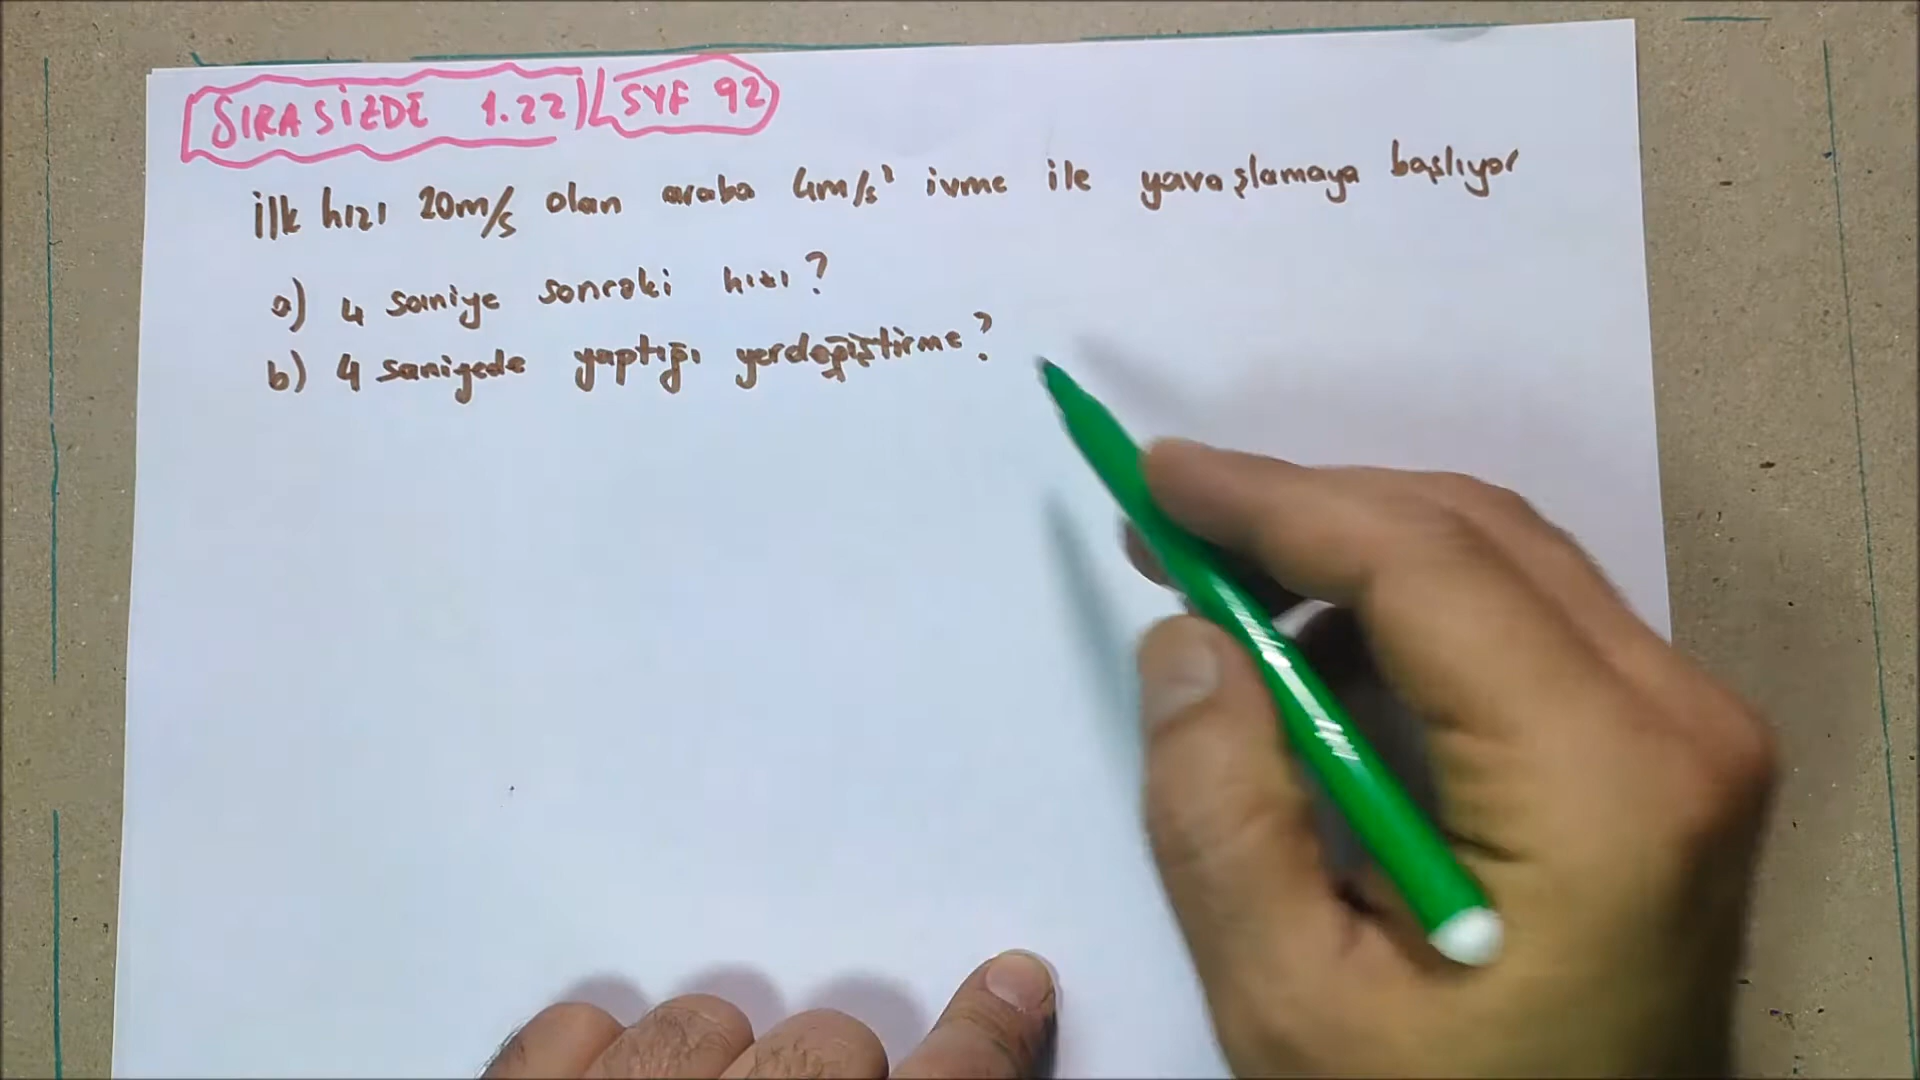 SIRA SİZDE 1.22 SYF 92
İlk hızı 20m/s olan araba 4m/s² ivme ile yavaşlamaya başlıyor
a) 4 saniye sonraki hızı?
b) 4 saniyede yaptığı yerdeğiştirme?